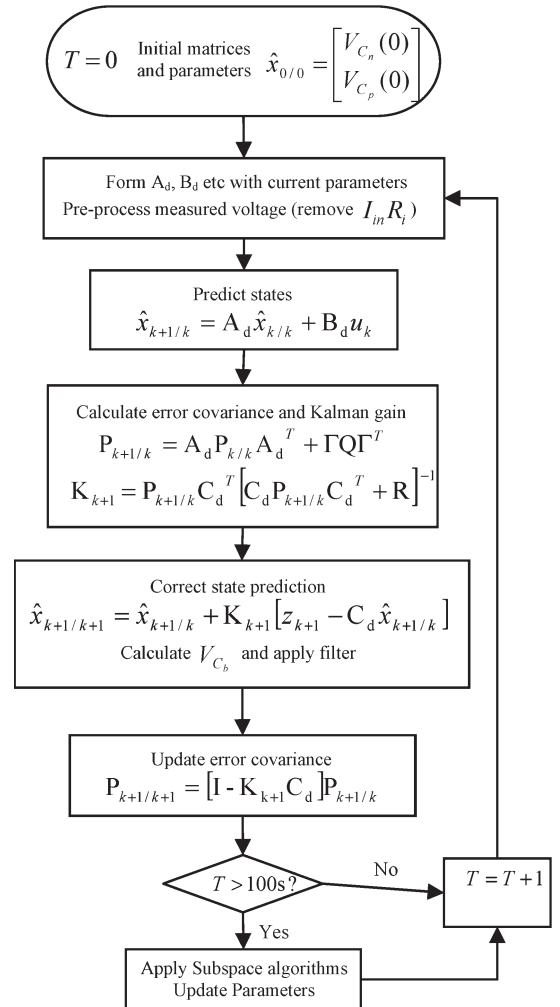 T = 0 Initial matrices and parameters x̂₀/₀ = [V_{C_n}(0) V_{C_p}(0)]
Form A_d, B_d etc with current parameters
Pre-process measured voltage (remove I_{in}R_i)
Predict states
x̂_{k+1/k} = A_d x̂_{k/k} + B_d u_k
Calculate error covariance and Kalman gain
P_{k+1/k} = A_d P_{k/k} A_d^T + ΓQΓ^T
K_{k+1} = P_{k+1/k} C_d^T [C_d P_{k+1/k} C_d^T + R]^{-1}
Correct state prediction
x̂_{k+1/k+1} = x̂_{k+1/k} + K_{k+1} [z_{k+1} − C_d x̂_{k+1/k}]
Calculate V_{C_b} and apply filter
Update error covariance
P_{k+1/k+1} = [I - K_{k+1} C_d] P_{k+1/k}
T > 100s?
No
T = T + 1
Yes
Apply Subspace algorithms
Update Parameters